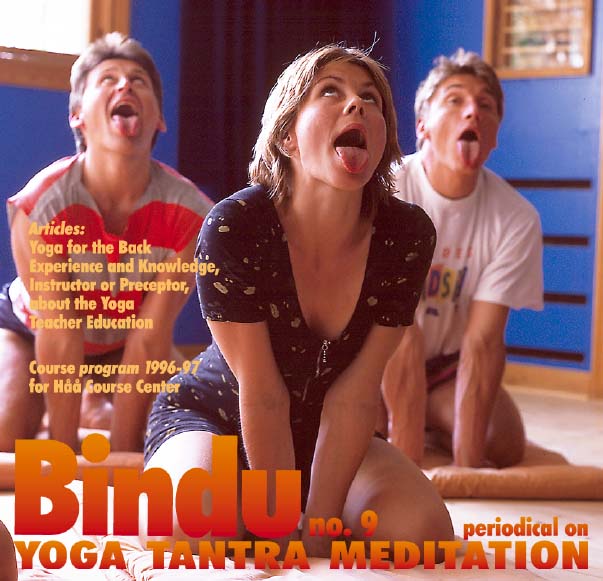 Articles:
Yoga for the Back
Experience and Knowledge,
Instructor or Preceptor,
about the Yoga
Teacher Education
Course program 1996-97
for Håå Course Center
Bindu no. 9
periodical on
YOGA TANTRA MEDITATION